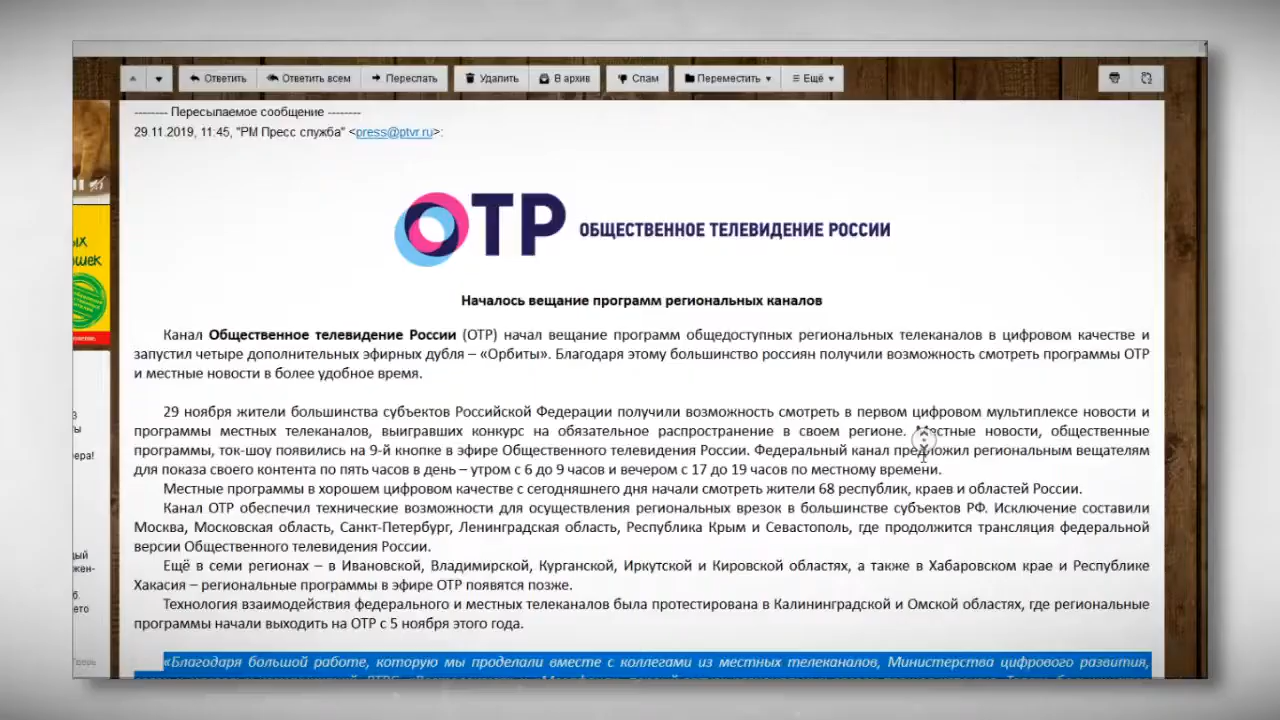 Ответить
Ответить всем
Переслать
Удалить
В архив
Спам
Переместить
Ещё
-------- Пересылаемое сообщение --------
29.11.2019, 11:45, "РМ Пресс служба" <press@ptvr.ru>:
ОТР ОБЩЕСТВЕННОЕ ТЕЛЕВИДЕНИЕ РОССИИ
Началось вещание программ региональных каналов
Канал Общественное телевидение России (ОТР) начал вещание программ общедоступных региональных телеканалов в цифровом качестве и
запустил четыре дополнительных эфирных дубля – «Орбиты». Благодаря этому большинство россиян получили возможность смотреть программы ОТР
и местные новости в более удобное время.
29 ноября жители большинства субъектов Российской Федерации получили возможность смотреть в первом цифровом мультиплексе новости и
программы местных телеканалов, выигравших конкурс на обязательное распространение в своем регионе. Местные новости, общественные
программы, ток-шоу появились на 9-й кнопке в эфире Общественного телевидения России. Федеральный канал предложил региональным вещателям
для показа своего контента по пять часов в день – утром с 6 до 9 часов и вечером с 17 до 19 часов по местному времени.
Местные программы в хорошем цифровом качестве с сегодняшнего дня начали смотреть жители 68 республик, краев и областей России.
Канал ОТР обеспечил технические возможности для осуществления региональных врезок в большинстве субъектов РФ. Исключение составили
Москва, Московская область, Санкт-Петербург, Ленинградская область, Республика Крым и Севастополь, где продолжится трансляция федеральной
версии Общественного телевидения России.
Ещё в семи регионах – в Ивановской, Владимирской, Курганской, Иркутской и Кировской областях, а также в Хабаровском крае и Республике
Хакасия – региональные программы в эфире ОТР появятся позже.
Технология взаимодействия федерального и местных телеканалов была протестирована в Калининградской и Омской областях, где региональные
программы начали выходить на ОТР с 5 ноября этого года.
«Благодаря большой работе, которую мы проделали вместе с коллегами из местных телеканалов, Министерства цифрового развития,